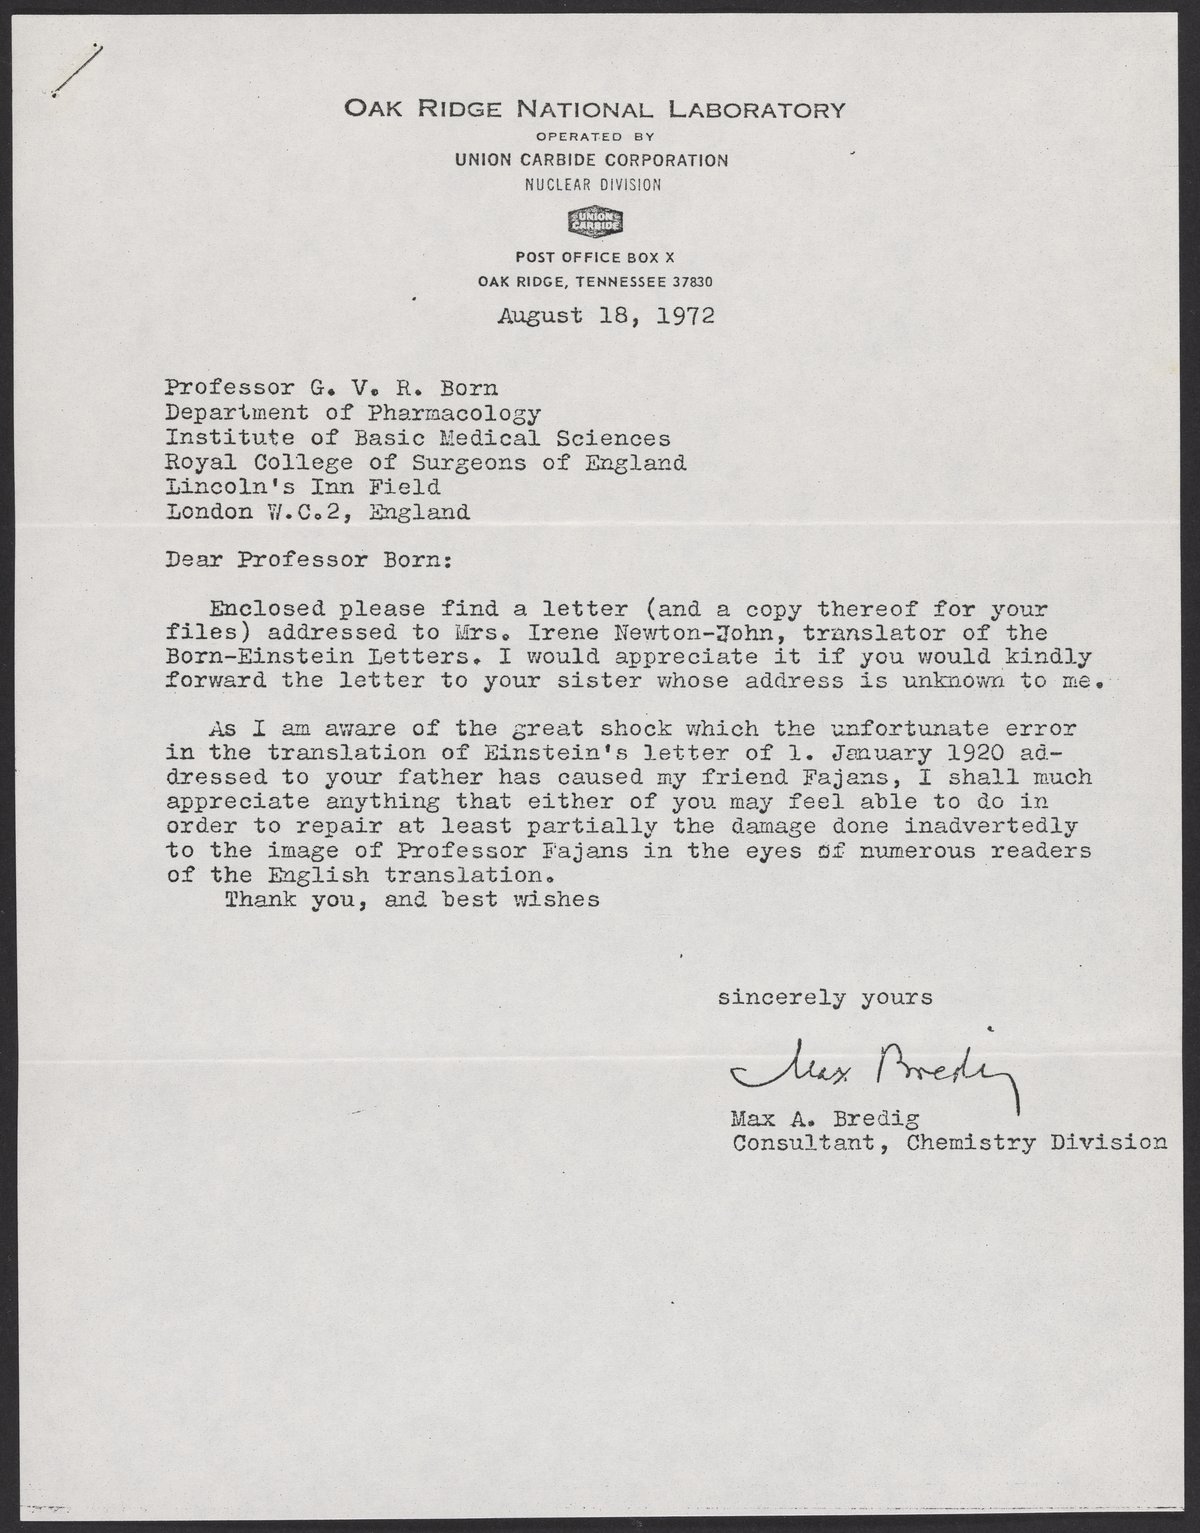 OAK RIDGE NATIONAL LABORATORY
OPERATED BY
UNION CARBIDE CORPORATION
NUCLEAR DIVISION
UNION
CARBIDE
POST OFFICE BOX X
OAK RIDGE, TENNESSEE 37830
August 18, 1972
Professor G. V. R. Born
Department of Pharmacology
Institute of Basic Medical Sciences
Royal College of Surgeons of England
Lincoln's Inn Field
London W.C.2, England
Dear Professor Born:
Enclosed please find a letter (and a copy thereof for your
files) addressed to Mrs. Irene Newton-John, translator of the
Born-Einstein Letters. I would appreciate it if you would kindly
forward the letter to your sister whose address is unknown to me.
As I am aware of the great shock which the unfortunate error
in the translation of Einstein's letter of 1. January 1920 ad-
dressed to your father has caused my friend Fajans, I shall much
appreciate anything that either of you may feel able to do in
order to repair at least partially the damage done inadvertedly
to the image of Professor Fajans in the eyes of numerous readers
of the English translation.
Thank you, and best wishes
sincerely yours
Max Bredig
Max A. Bredig
Consultant, Chemistry Division